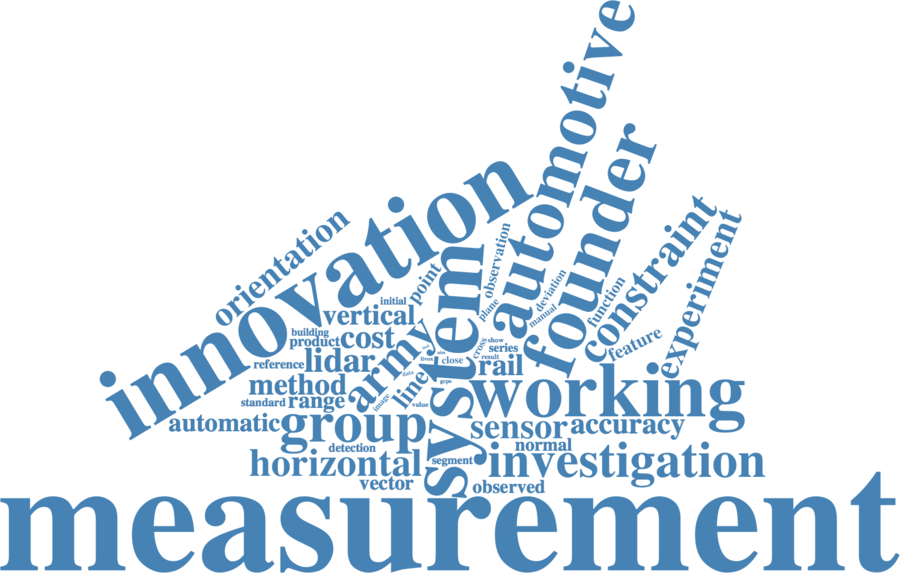 automotive
founder
innovation
orientation
constraint
experiment
observation
point
system
deviation
manual
plane
function
feature
initial
vertical
building
product
cost
army
cross
show
series
result
close
reference
lidar
livox
rail
method
data
line
working
standard
range
image
value
gcps
automatic
group
sensor
accuracy
detection
normal
horizontal
segment
investigation
vector
observed
measurement